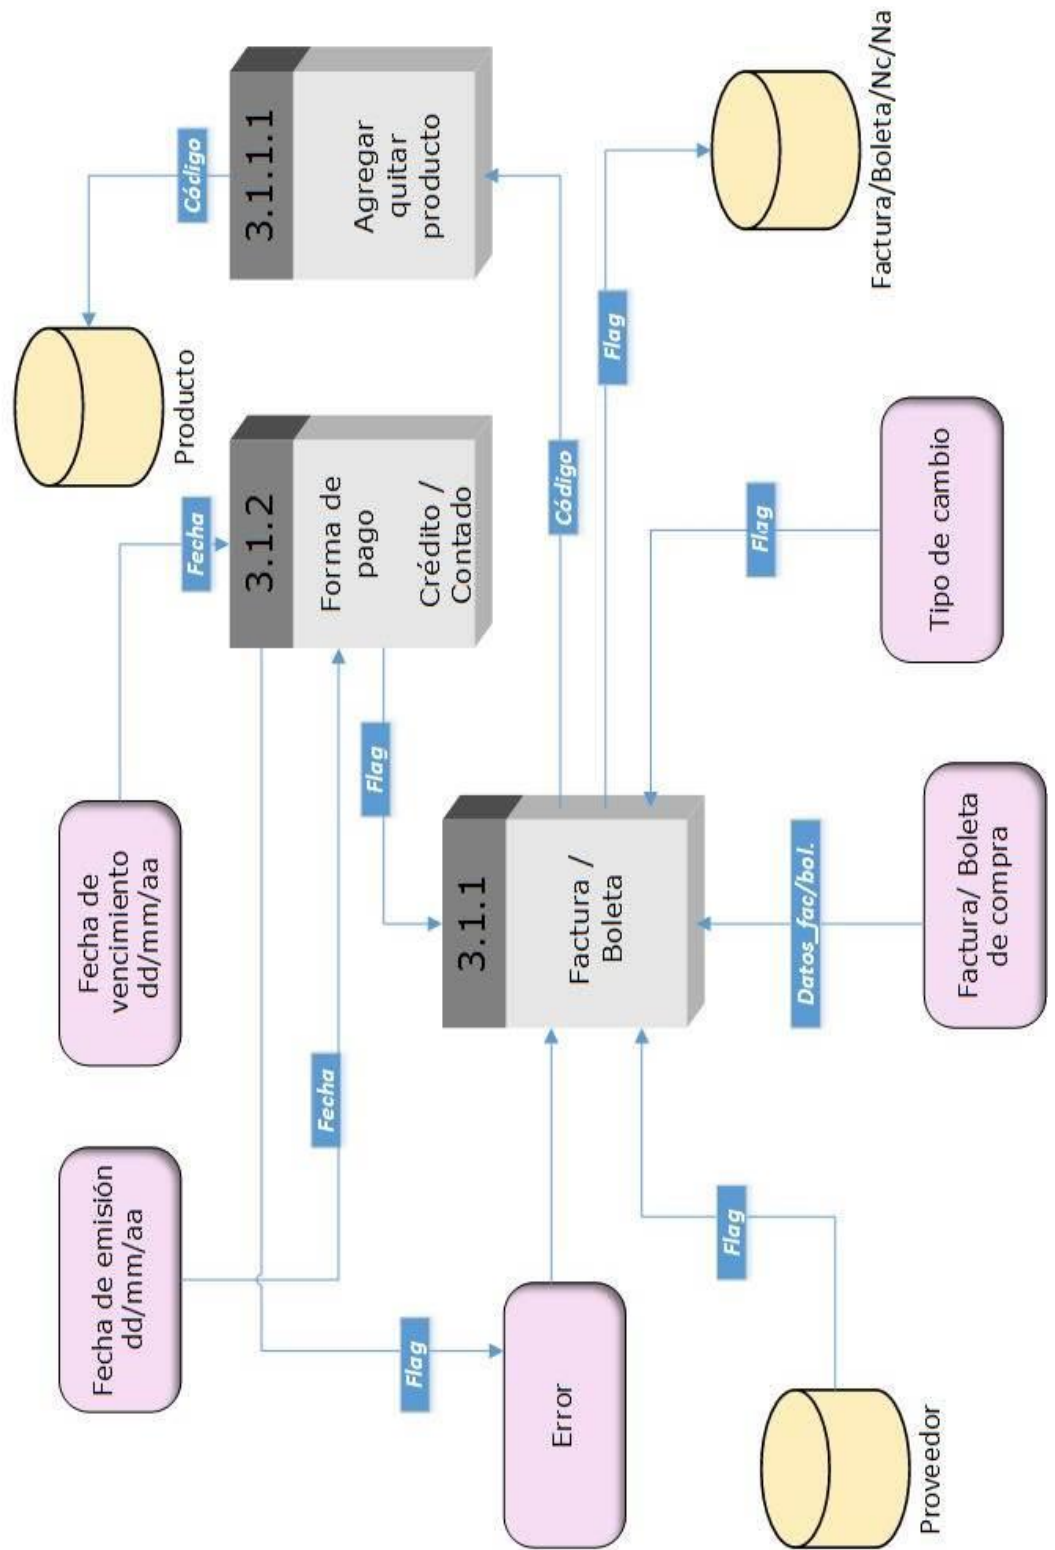 Fecha de emisión
dd/mm/aa
Fecha de
vencimiento
dd/mm/aa
Producto
Fecha
Código
3.1.2
Forma de
pago
Crédito /
Contado
3.1.1.1
Agregar
quitar
producto
Fecha
Flag
Flag
Error
3.1.1
Factura /
Boleta
Código
Flag
Flag
Datos_fac/bol.
Flag
Proveedor
Factura/ Boleta
de compra
Tipo de cambio
Factura/Boleta/Nc/Na